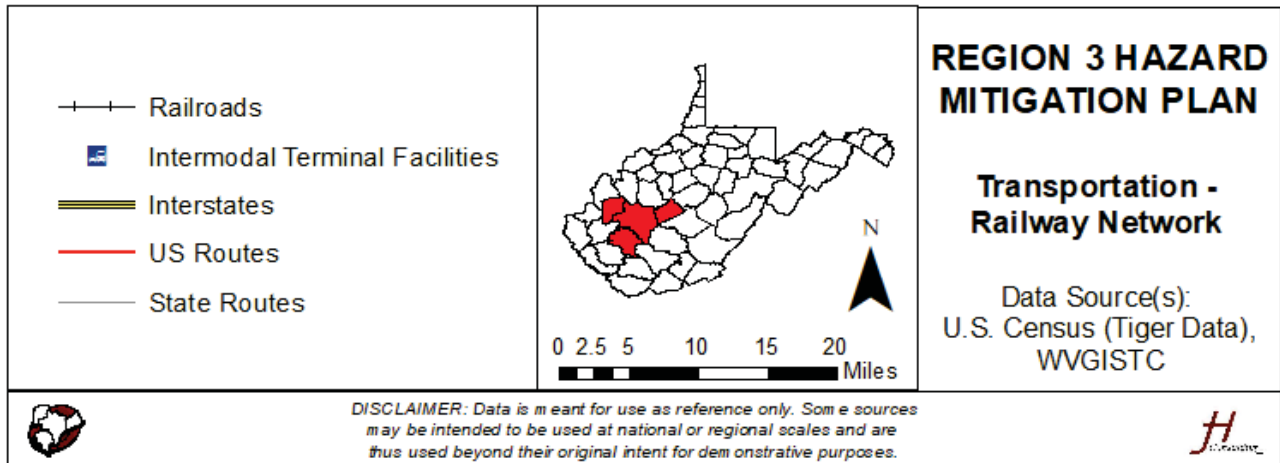 Railroads
Intermodal Terminal Facilities
Interstates
US Routes
State Routes
N
0 2.5 5 10 15 20
Miles
REGION 3 HAZARD
MITIGATION PLAN
Transportation -
Railway Network
Data Source(s):
U.S. Census (Tiger Data),
WVGISTC
DISCLAIMER: Data is meant for use as reference only. Some sources
may be intended to be used at national or regional scales and are
thus used beyond their original intent for demonstrative purposes.
JH